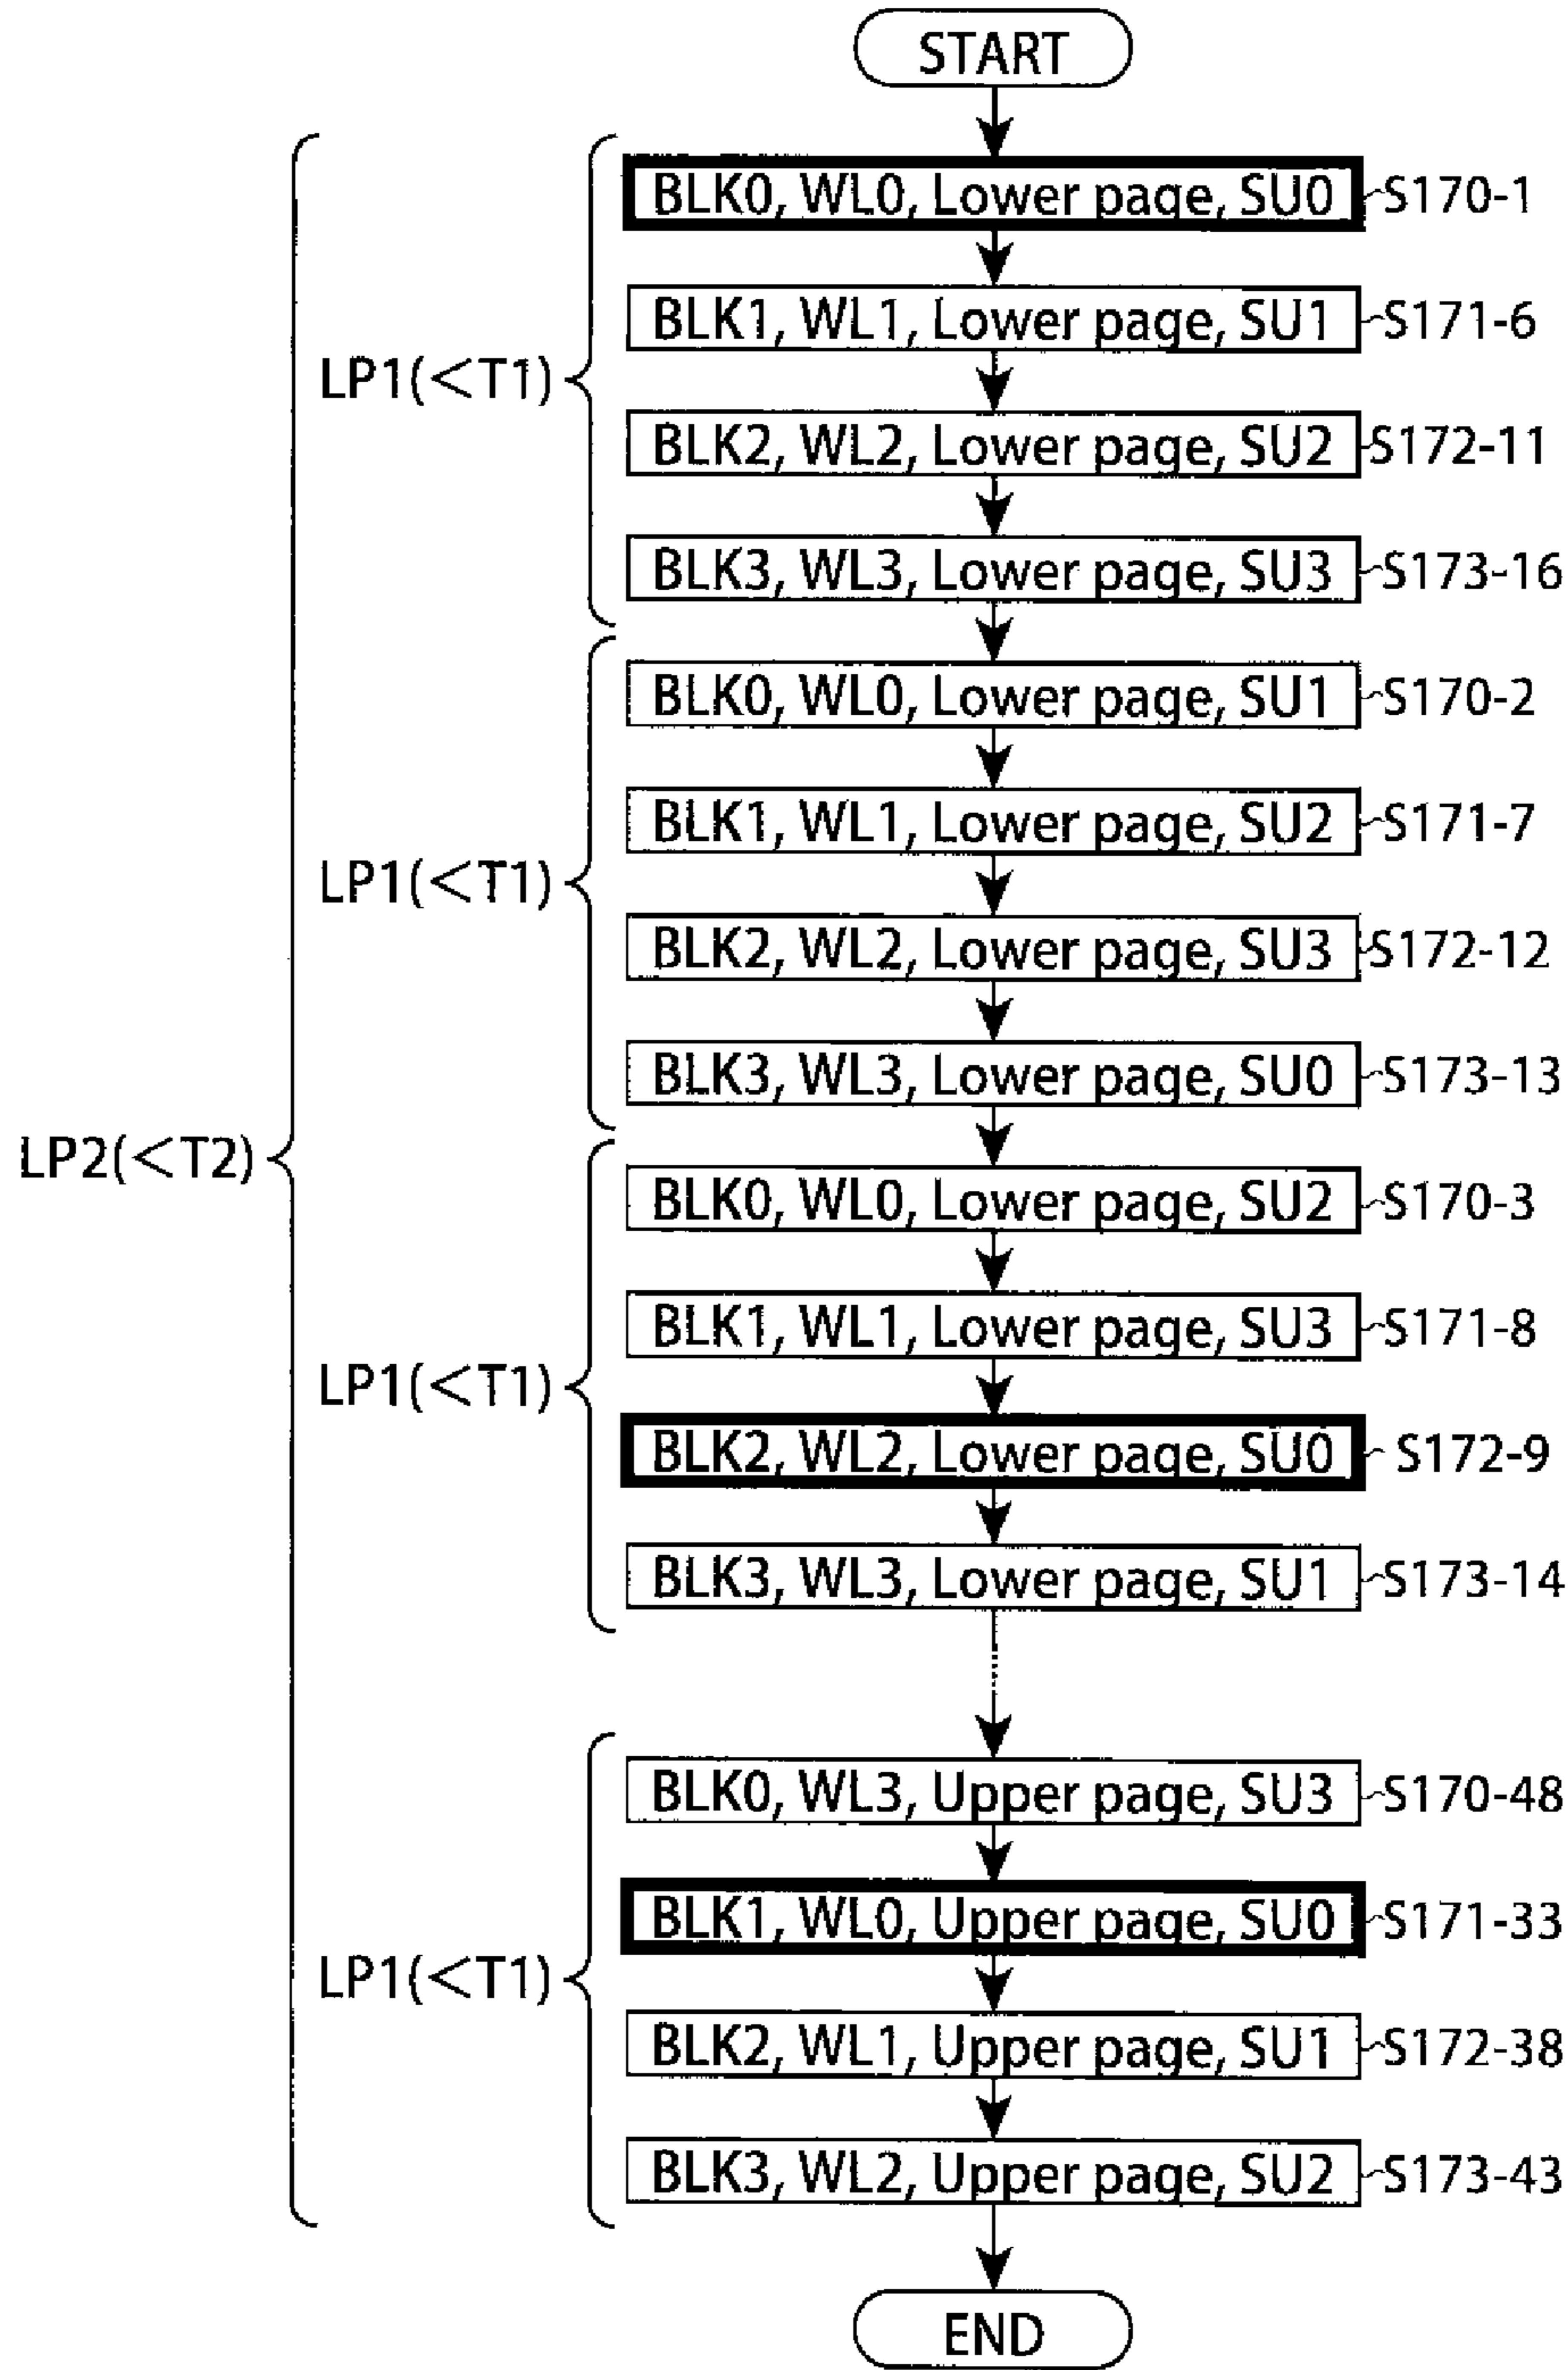 START
BLK0, WL0, Lower page, SU0 S170-1
BLK1, WL1, Lower page, SU1 S171-6
LP1(<T1)
BLK2, WL2, Lower page, SU2 S172-11
BLK3, WL3, Lower page, SU3 S173-16
BLK0, WL0, Lower page, SU1 S170-2
BLK1, WL1, Lower page, SU2 S171-7
LP1(<T1)
BLK2, WL2, Lower page, SU3 S172-12
BLK3, WL3, Lower page, SU0 S173-13
LP2(<T2)
BLK0, WL0, Lower page, SU2 S170-3
BLK1, WL1, Lower page, SU3 S171-8
LP1(<T1)
BLK2, WL2, Lower page, SU0 S172-9
BLK3, WL3, Lower page, SU1 S173-14
BLK0, WL3, Upper page, SU3 S170-48
BLK1, WL0, Upper page, SU0 S171-33
LP1(<T1)
BLK2, WL1, Upper page, SU1 S172-38
BLK3, WL2, Upper page, SU2 S173-43
END